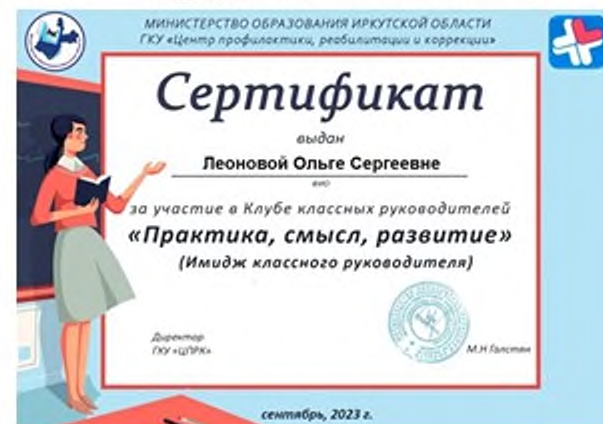 МИНИСТЕРСТВО ОБРАЗОВАНИЯ ИРКУТСКОЙ ОБЛАСТИ
ГКУ «Центр профилактики, реабилитации и коррекции»
Сертификат
выдан
Леоновой Ольге Сергеевне
ФИО
за участие в Клубе классных руководителей
«Практика, смысл, развитие»
(Имидж классного руководителя)
Директор
ГКУ «ЦПРК»
М.Н Галстян
сентябрь, 2023 г.